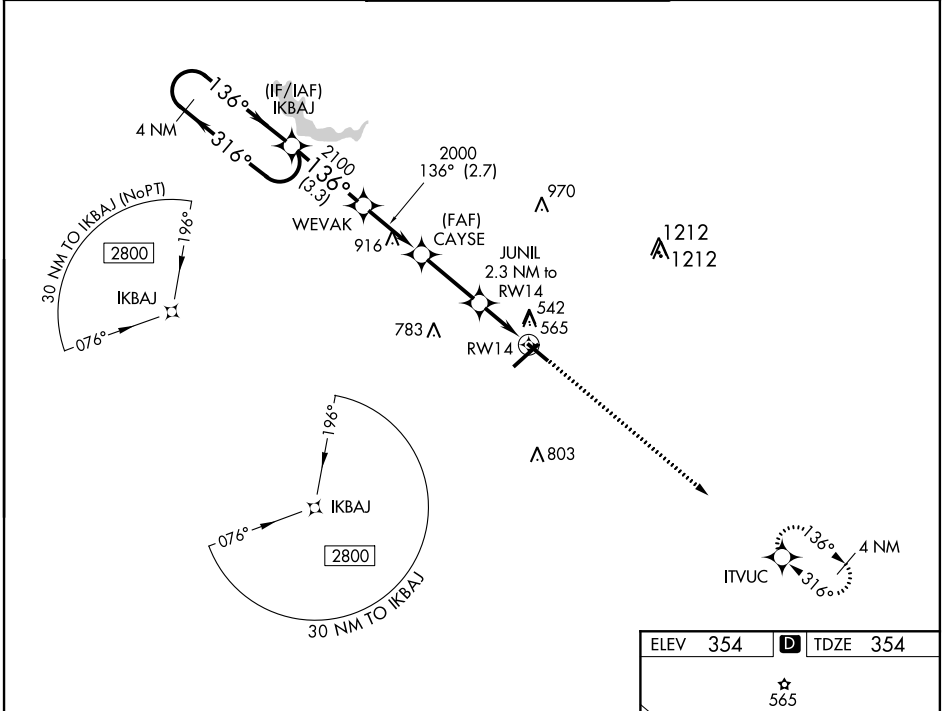 (IF/IAF)
IKBAJ
136°
4 NM
316°
2100
136°
(3.3)
2000
136° (2.7)
WEVAK
916
(FAF)
CAYSE
970
JUNIL
2.3 NM to
RW14
1212
1212
542
565
783
RW14
803
30 NM TO IKBAJ (NoPT)
2800
196°
IKBAJ
076°
196°
IKBAJ
076°
2800
30 NM TO IKBAJ
136°
4 NM
ITVUC
316°
ELEV 354 D TDZE 354
565